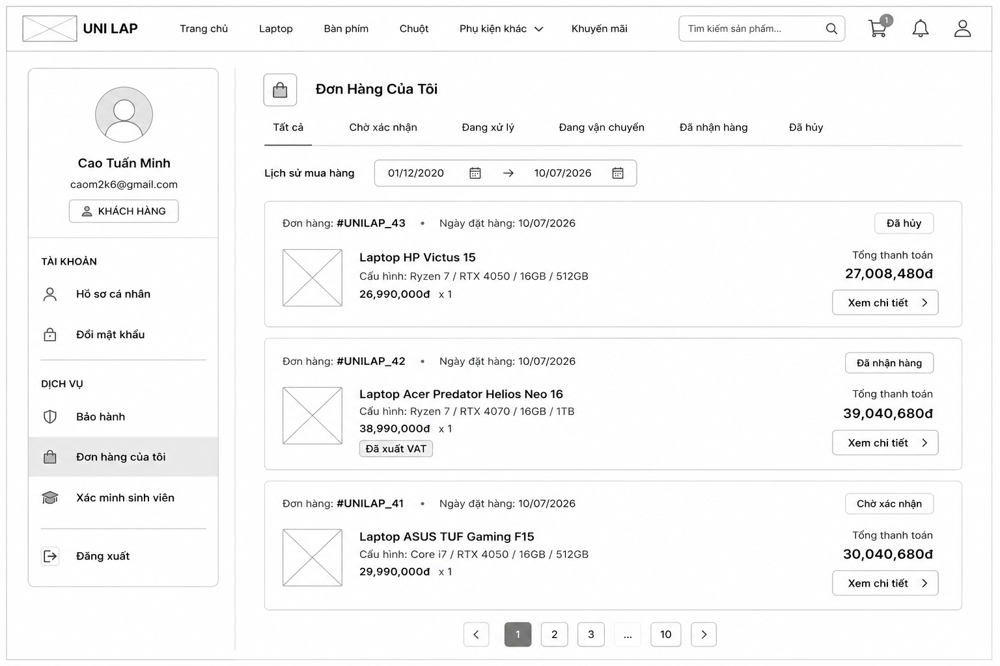 UNI LAP
Trang chủ
Laptop
Bàn phím
Chuột
Phụ kiện khác
Khuyến mãi
Tìm kiếm sản phẩm...
1
Cao Tuấn Minh
caom2k6@gmail.com
KHÁCH HÀNG
TÀI KHOẢN
Hồ sơ cá nhân
Đổi mật khẩu
DỊCH VỤ
Bảo hành
Đơn hàng của tôi
Xác minh sinh viên
Đăng xuất
Đơn Hàng Của Tôi
Tất cả
Chờ xác nhận
Đang xử lý
Đang vận chuyển
Đã nhận hàng
Đã hủy
Lịch sử mua hàng
01/12/2020
10/07/2026
Đơn hàng: #UNILAP_43 • Ngày đặt hàng: 10/07/2026
Đã hủy
Laptop HP Victus 15
Cấu hình: Ryzen 7 / RTX 4050 / 16GB / 512GB
26,990,000đ x 1
Tổng thanh toán
27,008,480đ
Xem chi tiết
Đơn hàng: #UNILAP_42 • Ngày đặt hàng: 10/07/2026
Đã nhận hàng
Laptop Acer Predator Helios Neo 16
Cấu hình: Ryzen 7 / RTX 4070 / 16GB / 1TB
38,990,000đ x 1
Đã xuất VAT
Tổng thanh toán
39,040,680đ
Xem chi tiết
Đơn hàng: #UNILAP_41 • Ngày đặt hàng: 10/07/2026
Chờ xác nhận
Laptop ASUS TUF Gaming F15
Cấu hình: Core i7 / RTX 4050 / 16GB / 512GB
29,990,000đ x 1
Tổng thanh toán
30,040,680đ
Xem chi tiết
1 2 3 ... 10